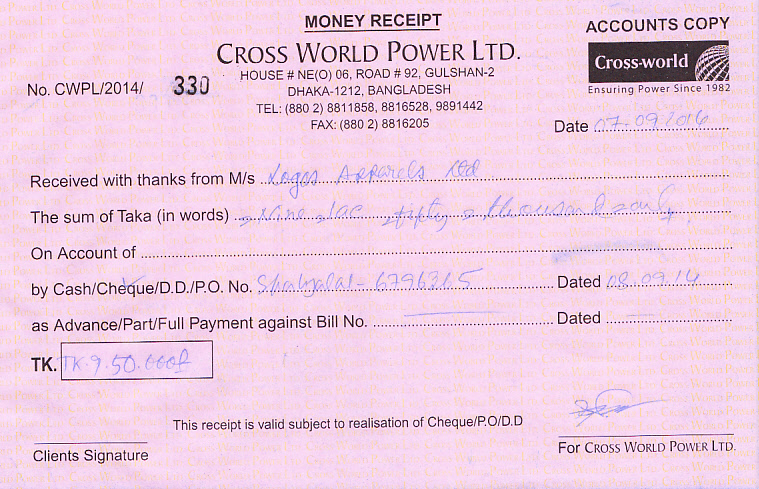 MONEY RECEIPT
ACCOUNTS COPY
CROSS WORLD POWER LTD.
Cross-world
Ensuring Power Since 1982
HOUSE # NE(O) 06, ROAD # 92, GULSHAN-2
DHAKA-1212, BANGLADESH
TEL: (880 2) 8811858, 8816528, 9891442
FAX: (880 2) 8816205
No. CWPL/2014/ 330
Date 07.09.2016
Received with thanks from M/s Logos Apparels Ltd
The sum of Taka (in words) Nine lac fifty thousand only
On Account of
by Cash/Cheque/D.D./P.O. No. Shahjalal - 6796365 Dated 08.09.14
as Advance/Part/Full Payment against Bill No. Dated
TK. TK.9.50.000/
This receipt is valid subject to realisation of Cheque/P.O/D.D
Clients Signature
For CROSS WORLD POWER LTD.